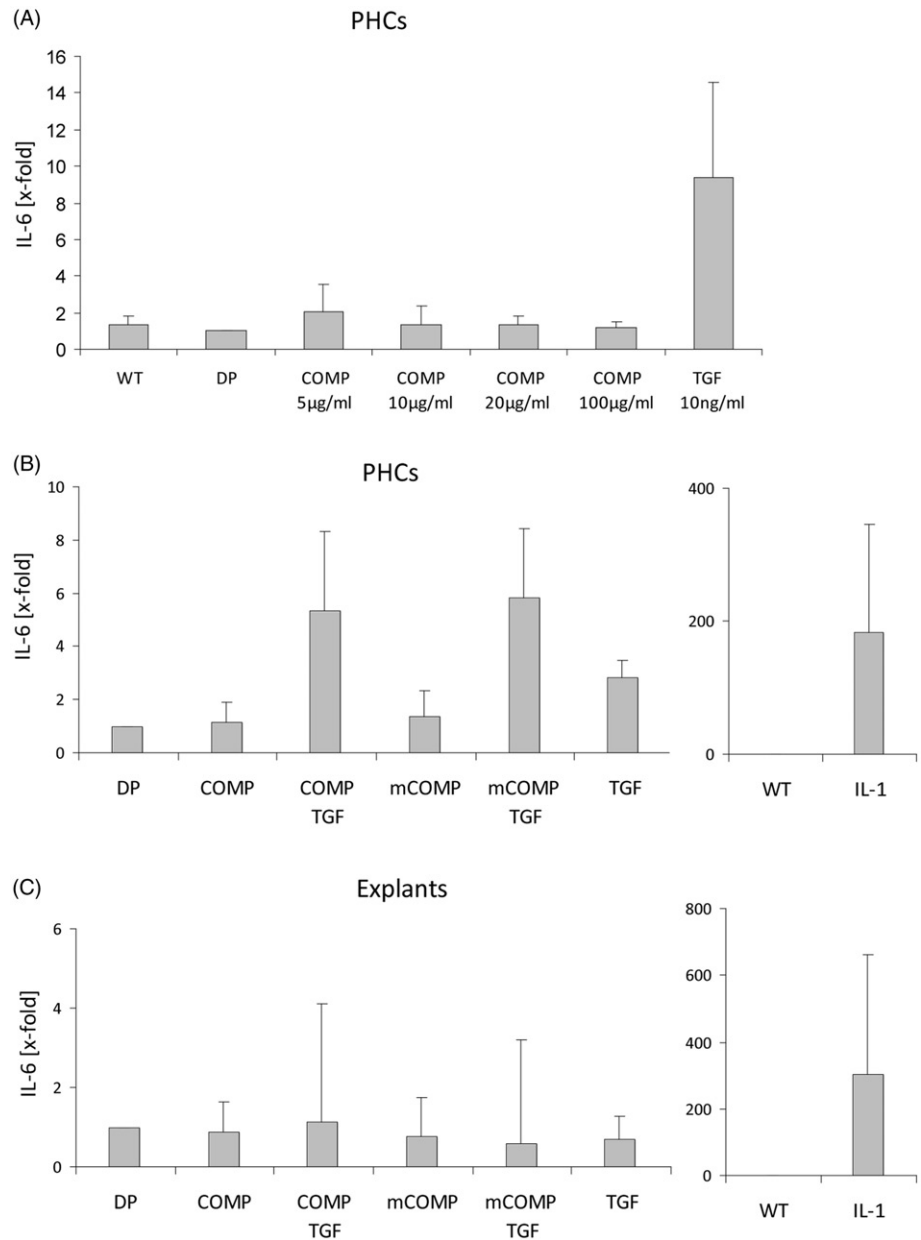 (A)
PHCs
IL-6 [x-fold]
16
14
12
10
8
6
4
2
0
WT DP COMP COMP COMP COMP TGF
5µg/ml 10µg/ml 20µg/ml 100µg/ml 10ng/ml
(B)
PHCs
IL-6 [x-fold]
10
8
6
4
2
0
DP COMP COMP mCOMP mCOMP TGF
TGF TGF
400
200
0
WT IL-1
(C)
Explants
IL-6 [x-fold]
6
4
2
0
DP COMP COMP mCOMP mCOMP TGF
TGF TGF
800
600
400
200
0
WT IL-1